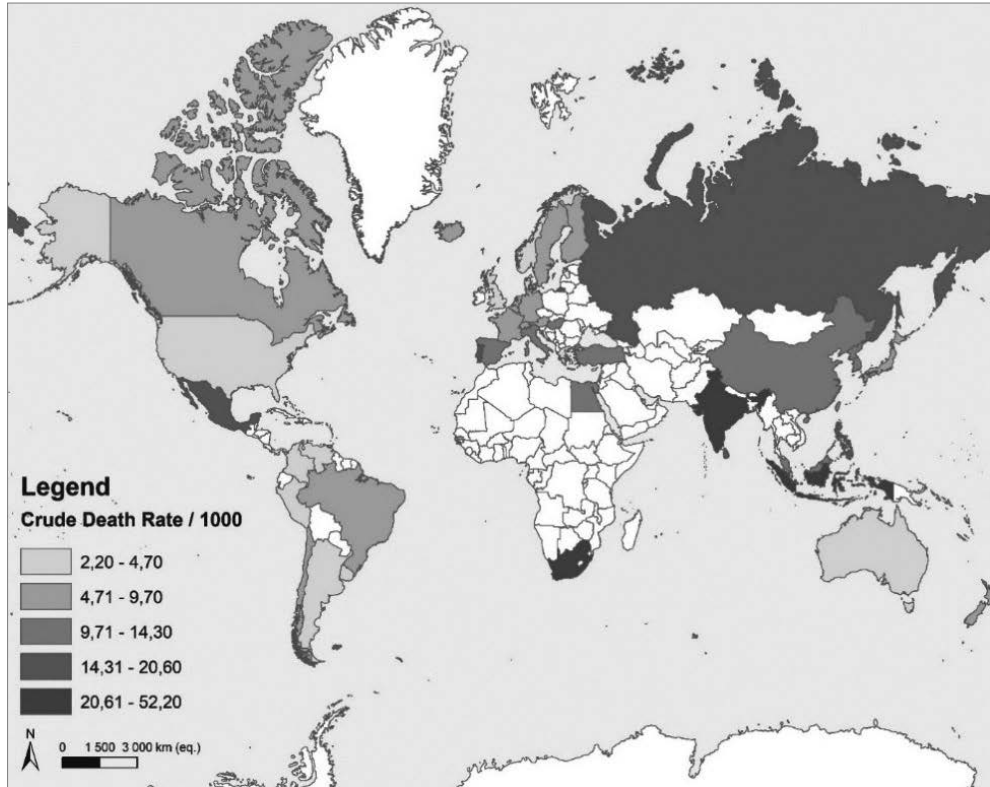 Legend
Crude Death Rate / 1000
2,20 - 4,70
4,71 - 9,70
9,71 - 14,30
14,31 - 20,60
20,61 - 52,20
N
0 1 500 3 000 km (eq.)